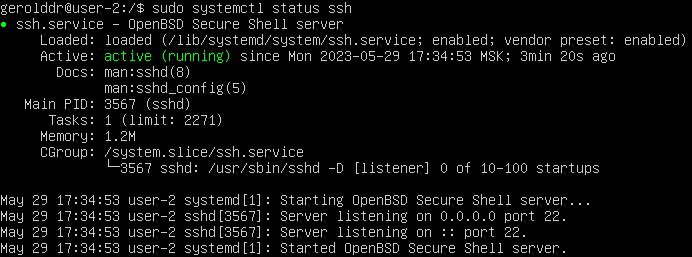 gerolddr@user-2:/$ sudo systemctl status ssh
● ssh.service - OpenBSD Secure Shell server
Loaded: loaded (/lib/systemd/system/ssh.service; enabled; vendor preset: enabled)
Active: active (running) since Mon 2023-05-29 17:34:53 MSK; 3min 20s ago
Docs: man:sshd(8)
man:sshd_config(5)
Main PID: 3567 (sshd)
Tasks: 1 (limit: 2271)
Memory: 1.2M
CGroup: /system.slice/ssh.service
└─3567 sshd: /usr/sbin/sshd -D [listener] 0 of 10-100 startups
May 29 17:34:53 user-2 systemd[1]: Starting OpenBSD Secure Shell server...
May 29 17:34:53 user-2 sshd[3567]: Server listening on 0.0.0.0 port 22.
May 29 17:34:53 user-2 sshd[3567]: Server listening on :: port 22.
May 29 17:34:53 user-2 systemd[1]: Started OpenBSD Secure Shell server.